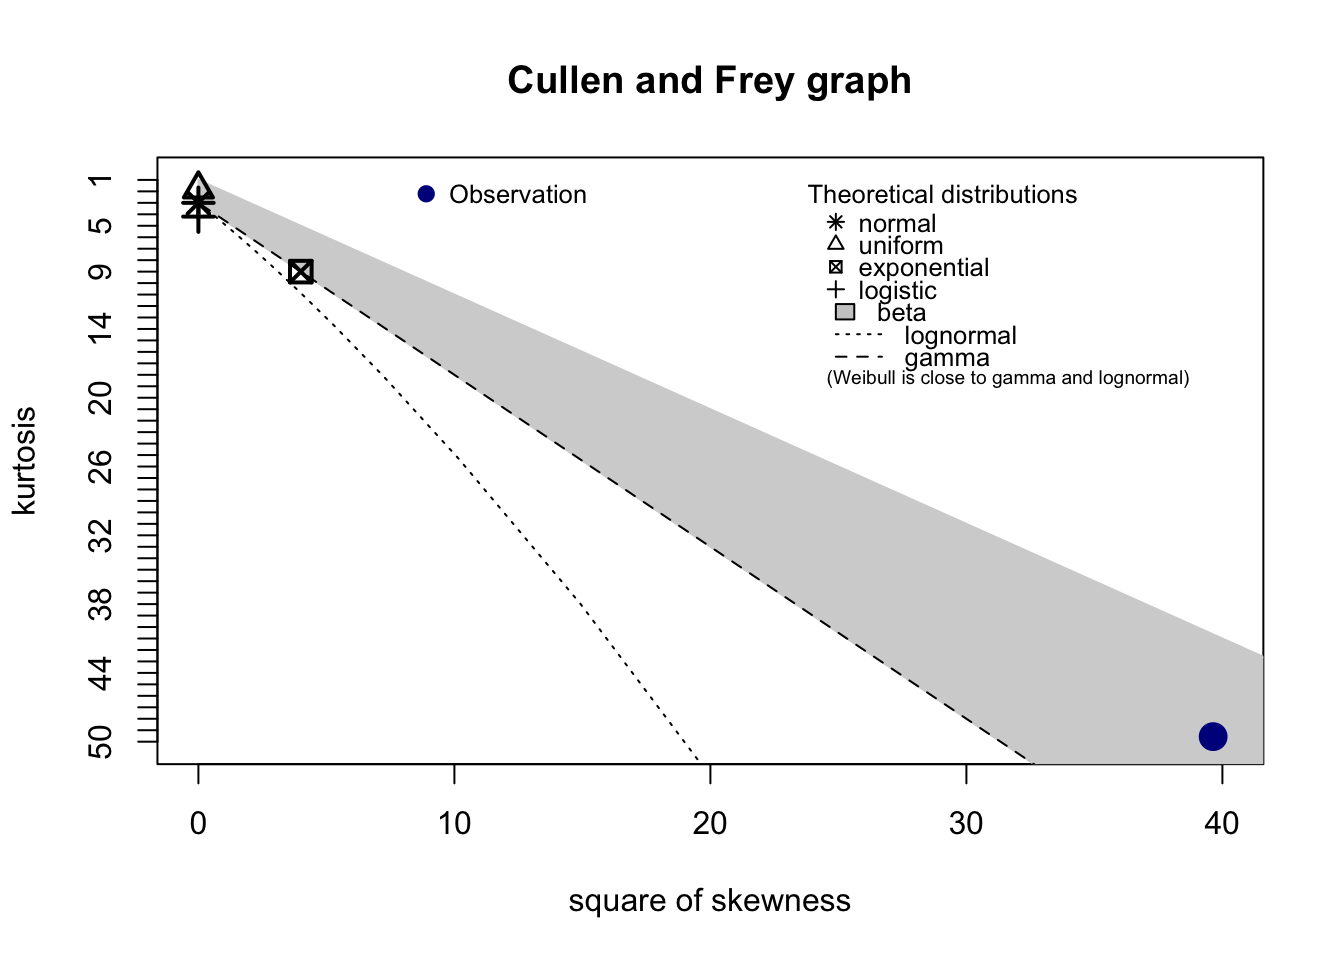 Cullen and Frey graph
Observation
Theoretical distributions
normal
uniform
exponential
logistic
beta
lognormal
gamma
(Weibull is close to gamma and lognormal)
kurtosis
1
5
9
14
20
26
32
38
44
50
0 10 20 30 40
square of skewness